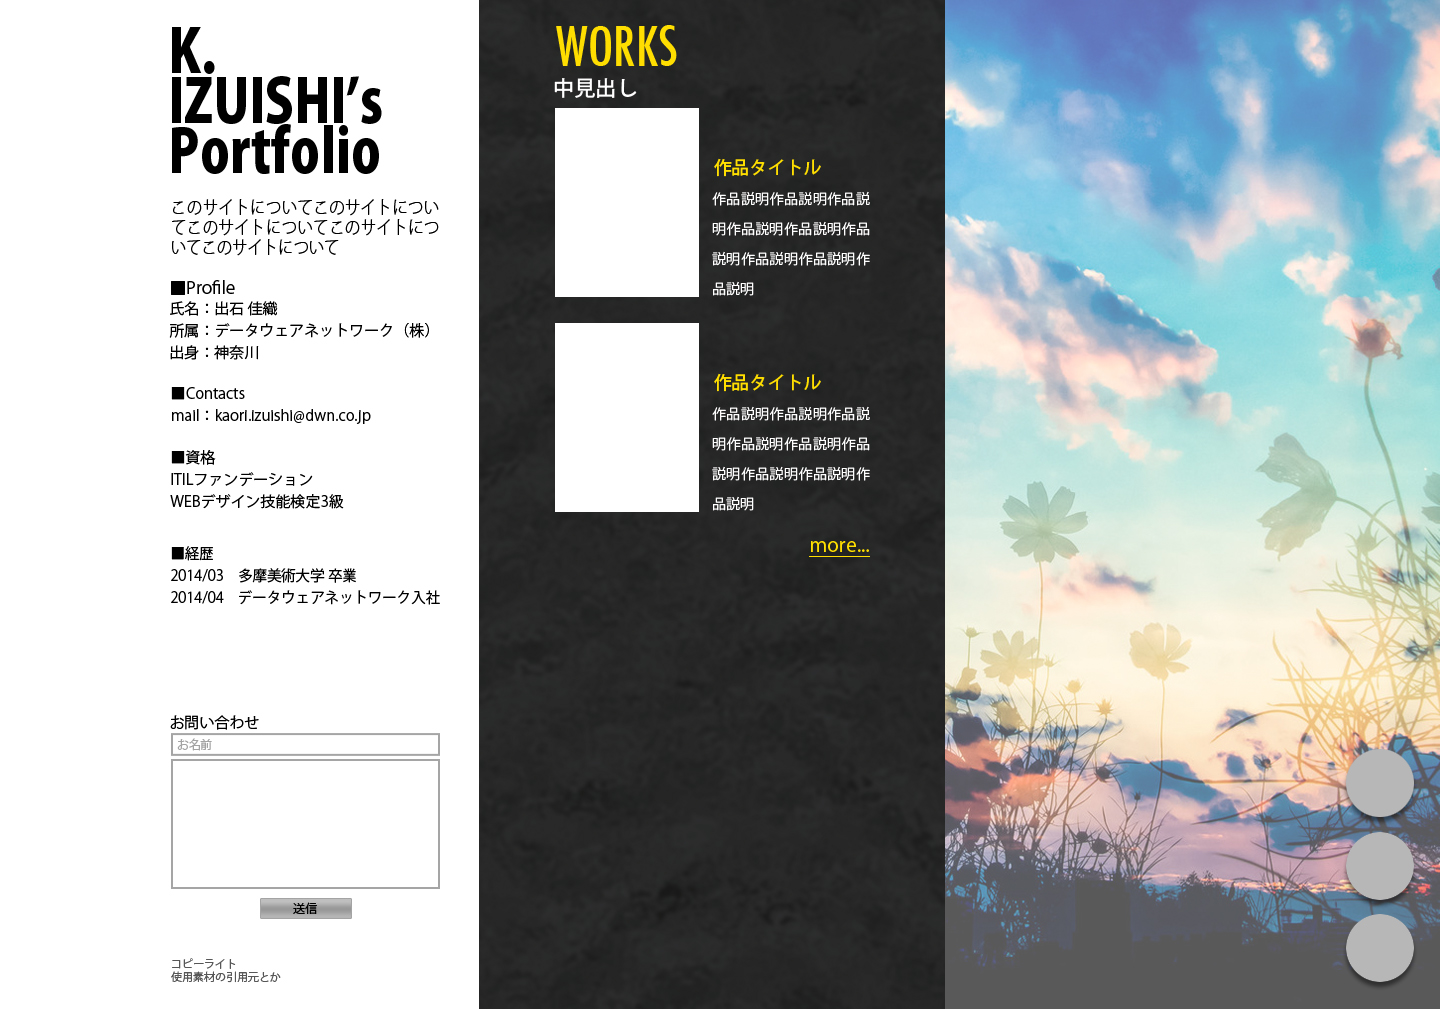 K.
IZUISHI’s
Portfolio
このサイトについてこのサイトについ
てこのサイトについてこのサイトにつ
いてこのサイトについて
■Profile
氏名：出石 佳織
所属：データウェアネットワーク（株）
出身：神奈川
■Contacts
mail：kaori.izuishi@dwn.co.jp
■資格
ITILファンデーション
WEBデザイン技能検定3級
■経歴
2014/03　多摩美術大学 卒業
2014/04　データウェアネットワーク入社
お問い合わせ
お名前
送信
コピーライト
使用素材の引用元とか
WORKS
中見出し
作品タイトル
作品説明作品説明作品説
明作品説明作品説明作品
説明作品説明作品説明作
品説明
作品タイトル
作品説明作品説明作品説
明作品説明作品説明作品
説明作品説明作品説明作
品説明
more...